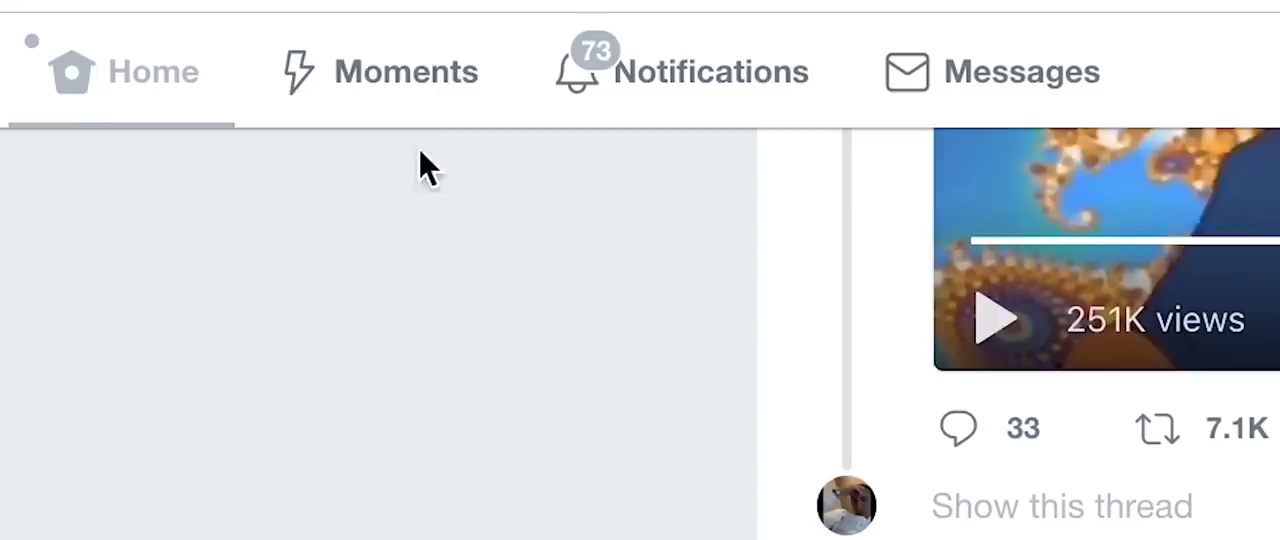 Home Moments 73 Notifications Messages
251K views
33 7.1K
Show this thread